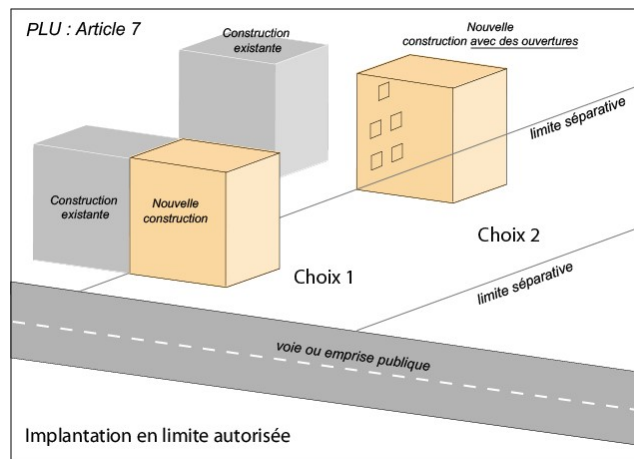 PLU : Article 7
Construction
existante
Nouvelle
construction avec des ouvertures
limite séparative
Construction
existante
Nouvelle
construction
Choix 2
Choix 1
limite séparative
voie ou emprise publique
Implantation en limite autorisée